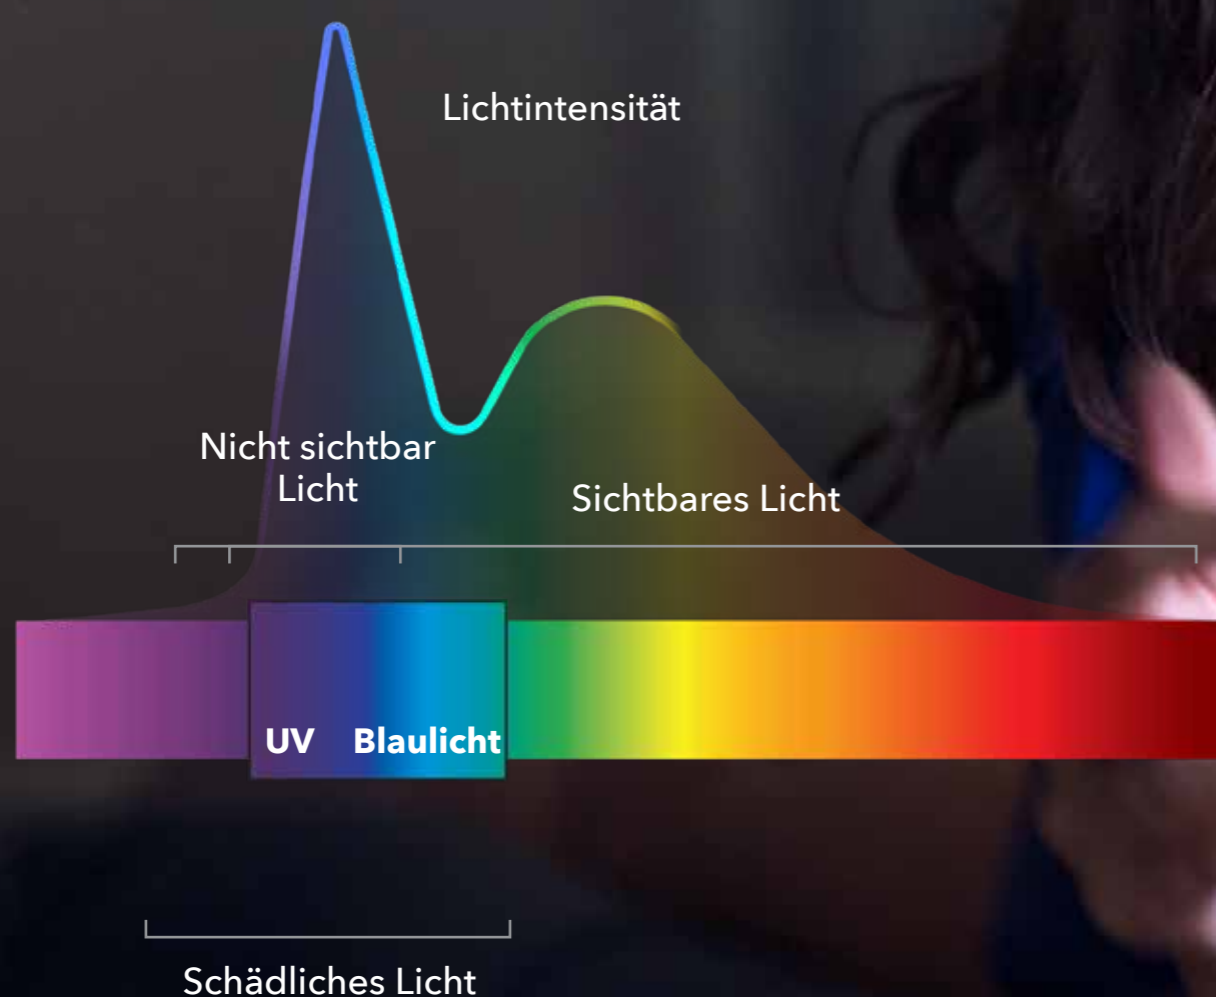 Lichtintensität
Nicht sichtbar
Licht
Sichtbares Licht
UV Blaulicht
Schädliches Licht